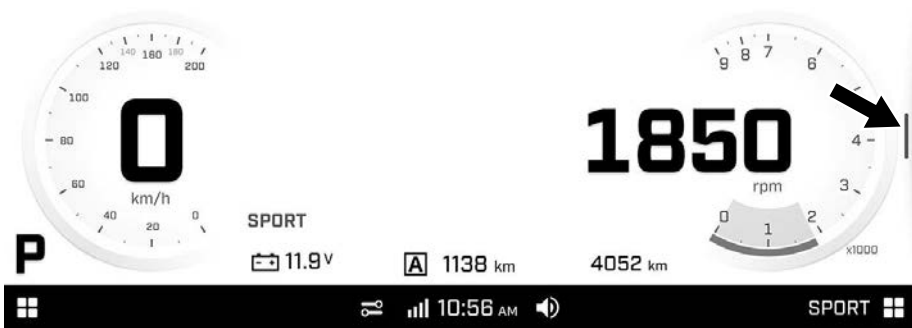 140 160 180
120 200
100
80
60
40 20 0
0
km/h
P
SPORT
11.9 V
A 1138 km
4052 km
1850
rpm
9 8 7 6
4
3
0 1 2
x1000
10:56 AM
SPORT